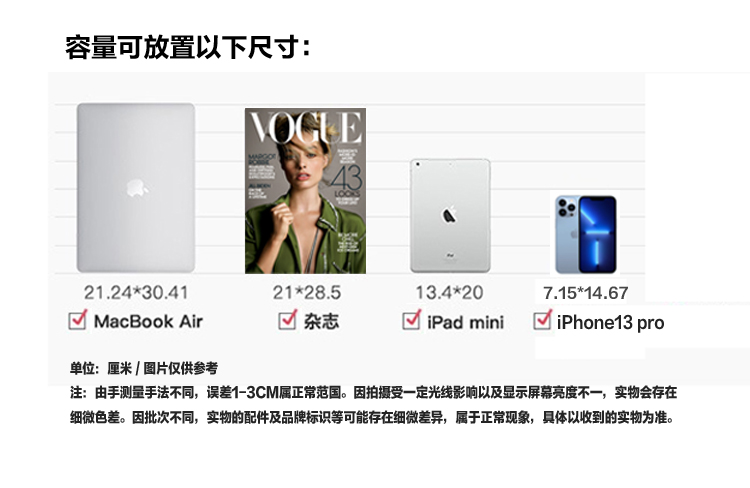 容量可放置以下尺寸：
VOGUE
MARGOT
43
LOOKS
21.24*30.41
21*28.5
13.4*20
7.15*14.67
MacBook Air
杂志
iPad mini
iPhone13 pro
单位：厘米 / 图片仅供参考
注：由手测量手法不同，误差1-3CM属正常范围。因拍摄受一定光线影响以及显示屏幕亮度不一，实物会存在
细微色差。因批次不同，实物的配件及品牌标识等可能存在细微差异，属于正常现象，具体以收到的实物为准。